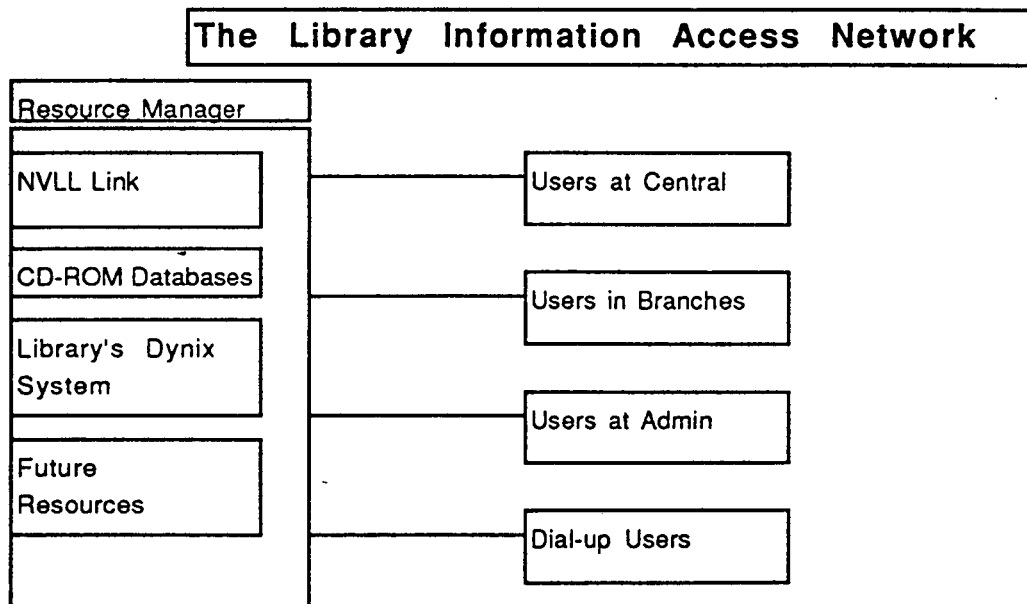 The Library Information Access Network
Resource Manager
NVLL Link
CD-ROM Databases
Library's Dynix
System
Future
Resources
Users at Central
Users in Branches
Users at Admin
Dial-up Users